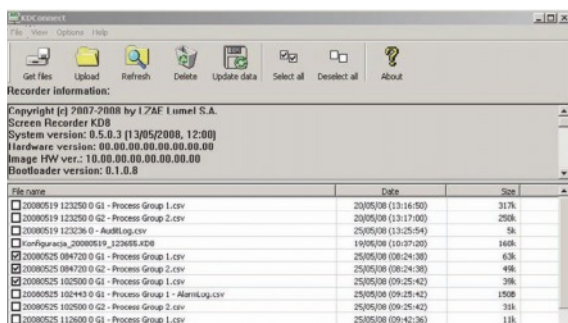 KDConnect
File View Options Help
Get files Upload Refresh Delete Update data Select all Deselect all About
Recorder information:
Copyright (c) 2007-2008 by LZAE Lumel S.A.
Screen Recorder KD8
System version: 0.5.0.3 (13/05/2008, 12:00)
Hardware version: 00.00.00.00.00.00.00.00
Image HW ver.: 10.00.00.00.00.00.00.00
Bootloader version: 0.1.0.8
File name Date Size
20080519 123250 0 G1 - Process Group 1.csv 20/05/08 (13:16:50) 317k
20080519 123250 0 G2 - Process Group 2.csv 20/05/08 (13:17:00) 250k
20080519 123236 0 - AuditLog.csv 25/05/08 (13:25:54) 5k
Konfiguracja_20080519_123655.KD8 19/05/08 (10:37:20) 160k
20080525 084720 0 G1 - Process Group 1.csv 25/05/08 (08:24:38) 63k
20080525 084720 0 G2 - Process Group 2.csv 25/05/08 (08:24:38) 49k
20080525 102500 0 G1 - Process Group 1.csv 25/05/08 (09:25:42) 39k
20080525 102443 0 G1 - Process Group 1 - AlarmLog.csv 25/05/08 (09:25:42) 150B
20080525 102500 0 G2 - Process Group 2.csv 25/05/08 (09:25:42) 31k
20080525 112600 0 G1 - Process Group 1.csv 25/05/08 (09:42:36) 11k